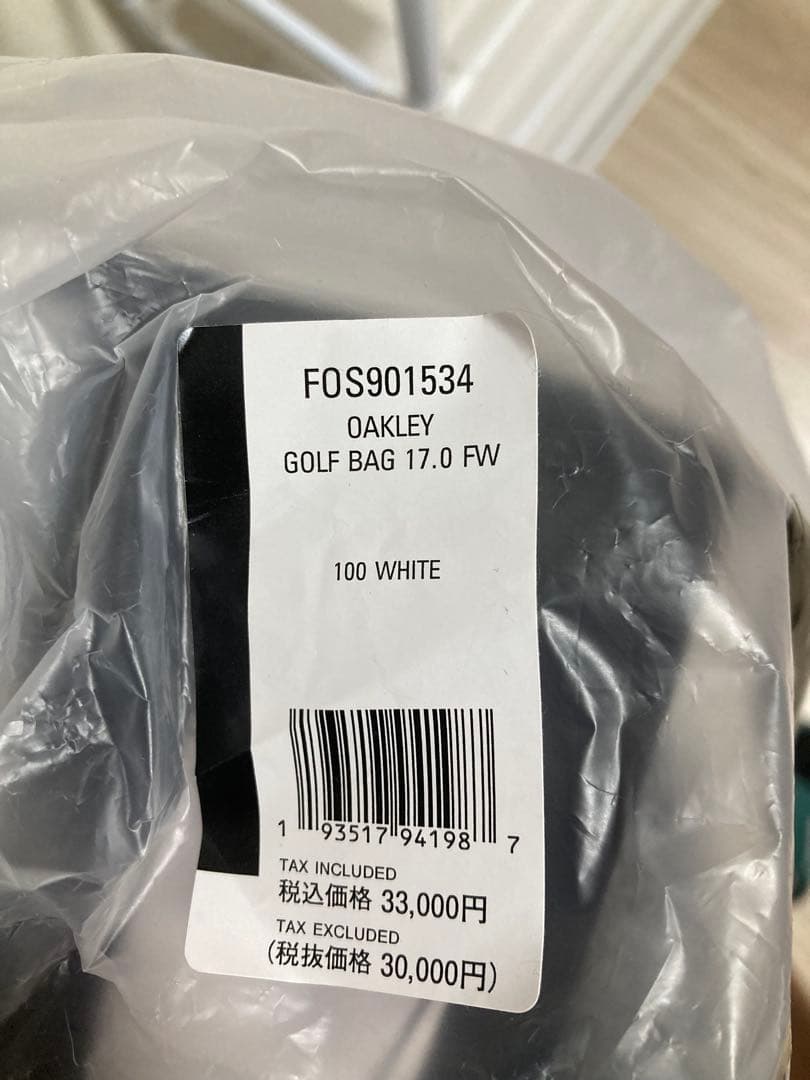 FOS901534
OAKLEY
GOLF BAG 17.0 FW
100 WHITE
1 93517 94198 7
TAX INCLUDED
税込価格 33,000円
TAX EXCLUDED
(税抜価格 30,000円)